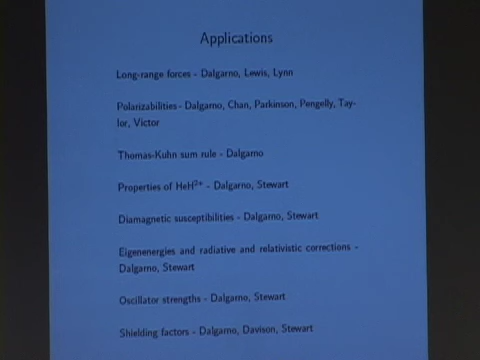 Applications
Long-range forces - Dalgarno, Lewis, Lynn
Polarizabilities - Dalgarno, Chan, Parkinson, Pengelly, Tay-
lor, Victor
Thomas-Kuhn sum rule - Dalgarno
Properties of HeH²⁺ - Dalgarno, Stewart
Diamagnetic susceptibilities - Dalgarno, Stewart
Eigenenergies and radiative and relativistic corrections -
Dalgarno, Stewart
Oscillator strengths - Dalgarno, Stewart
Shielding factors - Dalgarno, Davison, Stewart